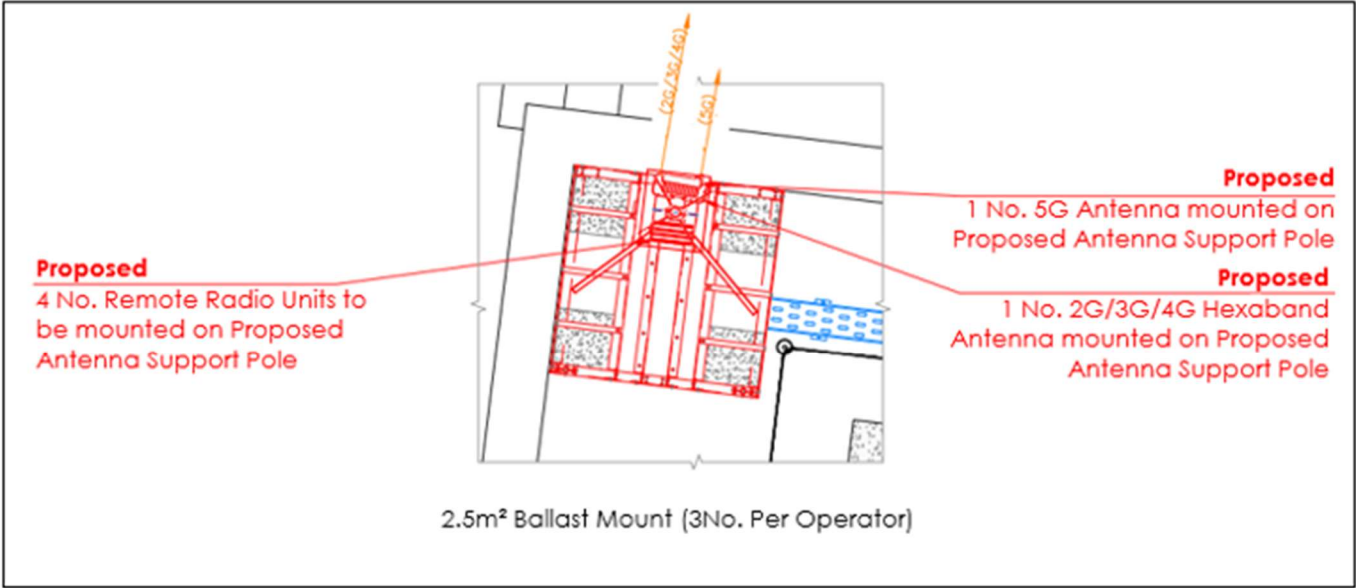 (2G/3G/4G)
(5G)
Proposed
1 No. 5G Antenna mounted on
Proposed Antenna Support Pole
Proposed
1 No. 2G/3G/4G Hexaband
Antenna mounted on Proposed
Antenna Support Pole
Proposed
4 No. Remote Radio Units to
be mounted on Proposed
Antenna Support Pole
2.5m² Ballast Mount (3No. Per Operator)